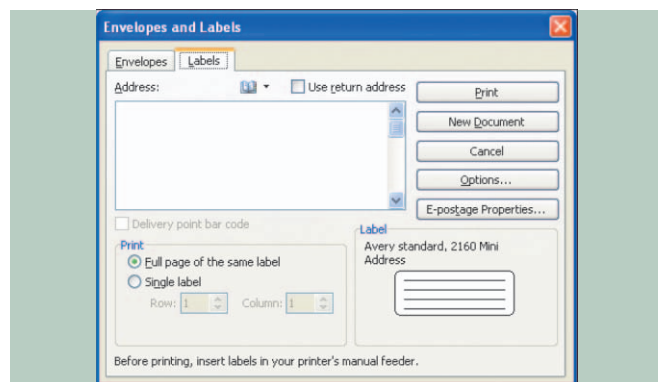 Envelopes and Labels
Envelopes Labels
Address: Use return address
Print
New Document
Cancel
Options...
E-postage Properties...
Delivery point bar code
Print
Full page of the same label
Single label
Row: 1 Column: 1
Label
Avery standard, 2160 Mini
Address
Before printing, insert labels in your printer's manual feeder.